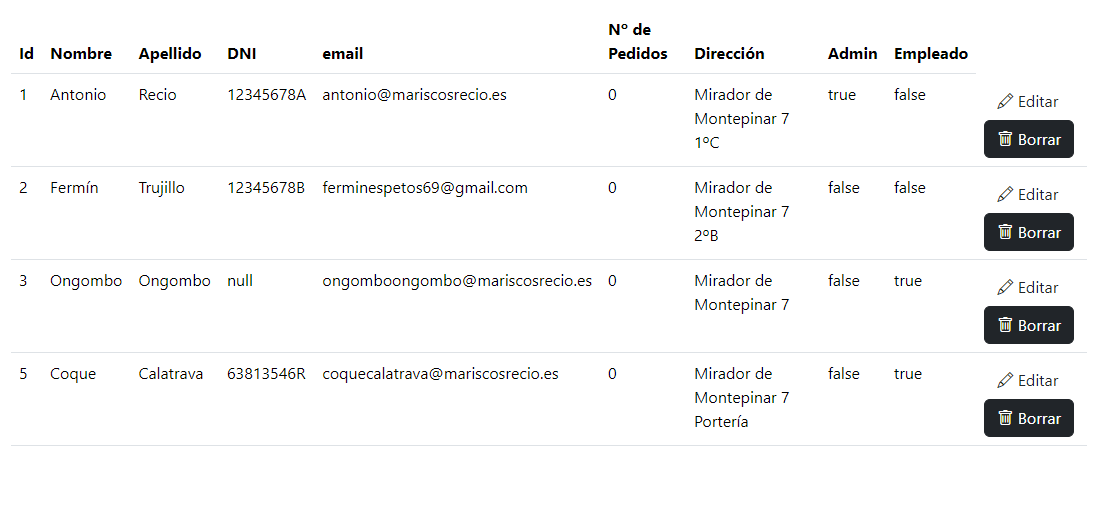 Id Nombre Apellido DNI email Nº de Pedidos Dirección Admin Empleado
1 Antonio Recio 12345678A antonio@mariscosrecio.es 0 Mirador de Montepinar 7 1ºC true false Editar Borrar
2 Fermín Trujillo 12345678B ferminespetos69@gmail.com 0 Mirador de Montepinar 7 2ºB false false Editar Borrar
3 Ongombo Ongombo null ongomboongombo@mariscosrecio.es 0 Mirador de Montepinar 7 false true Editar Borrar
5 Coque Calatrava 63813546R coquecalatrava@mariscosrecio.es 0 Mirador de Montepinar 7 Portería false true Editar Borrar